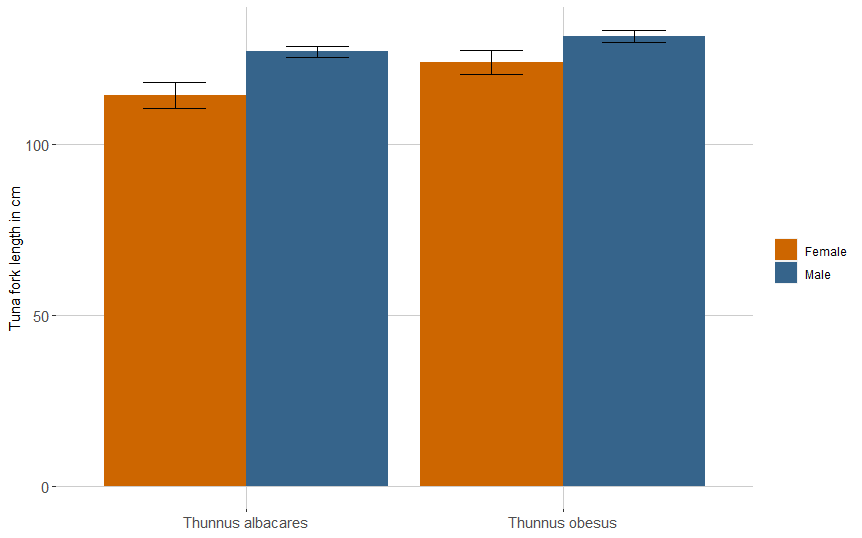 Tuna fork length in cm
100
50
0
Thunnus albacares
Thunnus obesus
Female
Male